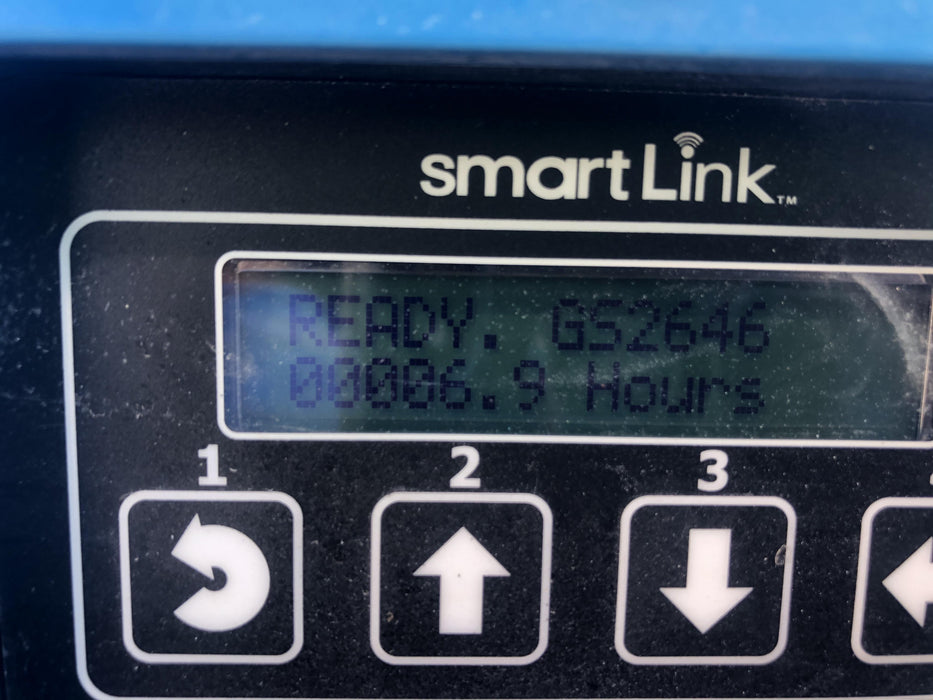 smart Link™
READY. GS2646
00006.9 Hours
1 2 3